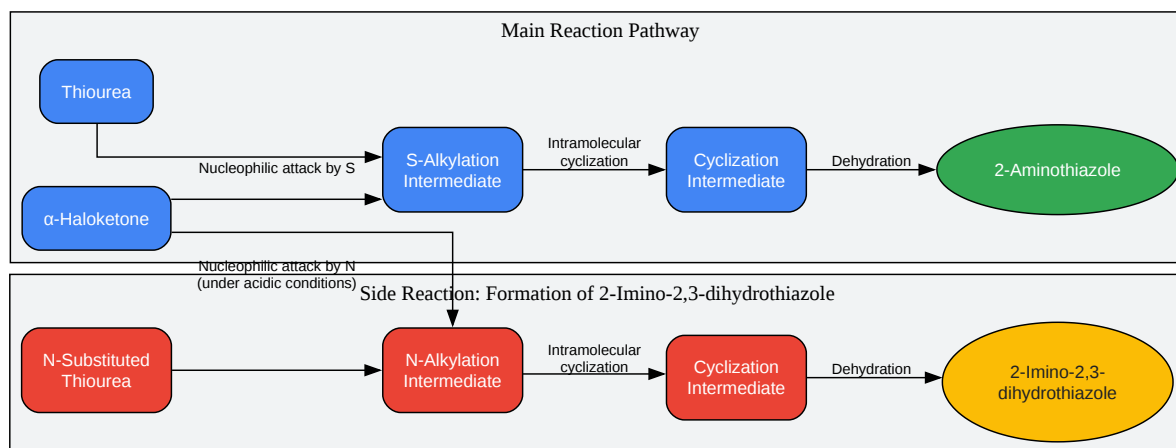 Main Reaction Pathway
Thiourea
Nucleophilic attack by S
α-Haloketone
S-Alkylation
Intermediate
Intramolecular
cyclization
Cyclization
Intermediate
Dehydration
2-Aminothiazole
Nucleophilic attack by N
(under acidic conditions)
Side Reaction: Formation of 2-Imino-2,3-dihydrothiazole
N-Substituted
Thiourea
N-Alkylation
Intermediate
Intramolecular
cyclization
Cyclization
Intermediate
Dehydration
2-Imino-2,3-
dihydrothiazole